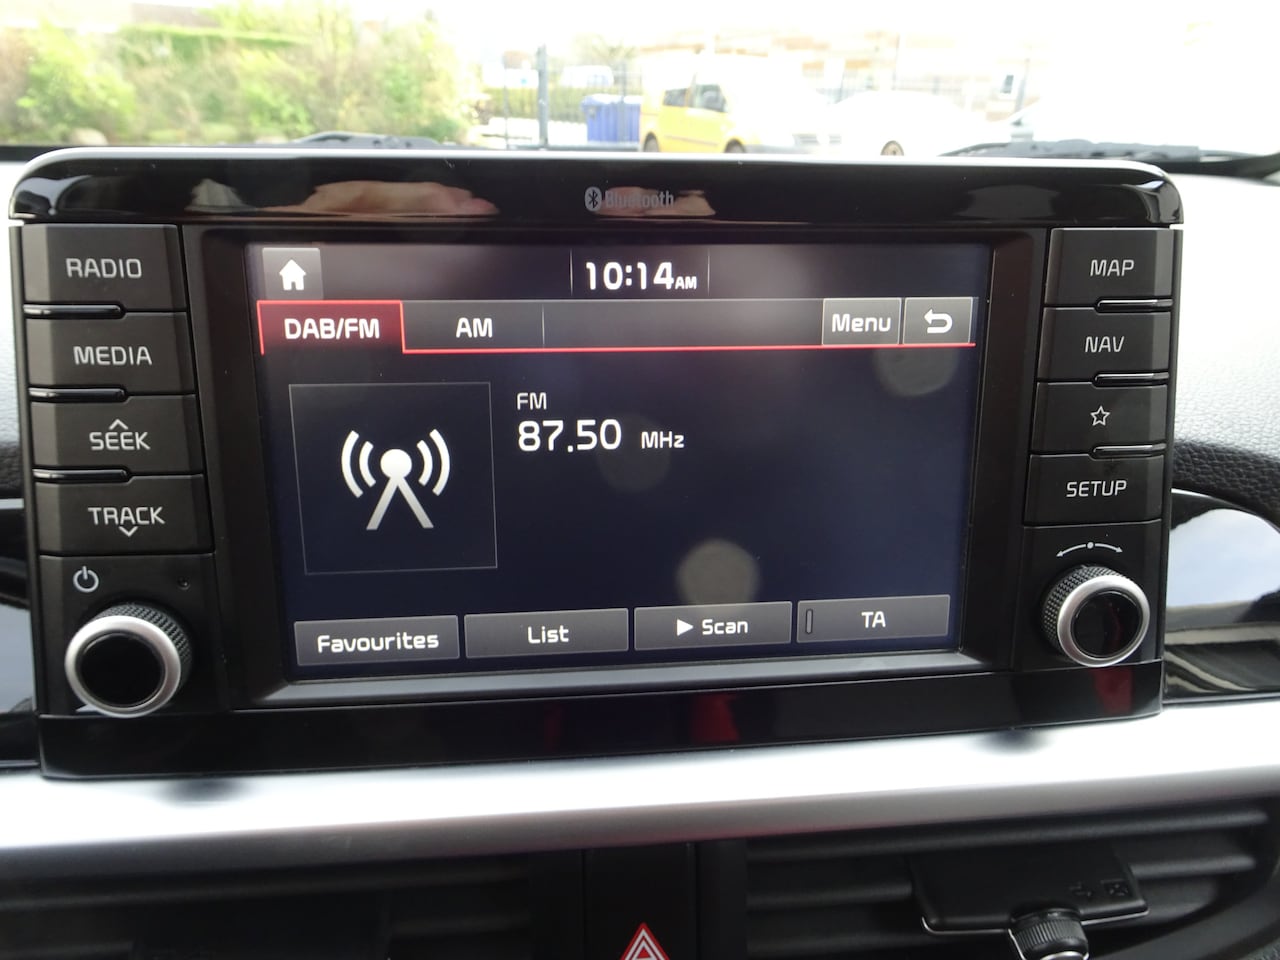 Bluetooth
RADIO
MEDIA
SEEK
TRACK
10:14AM
DAB/FM
AM
Menu
FM
87.50 MHz
Favourites
List
Scan
TA
MAP
NAV
SETUP